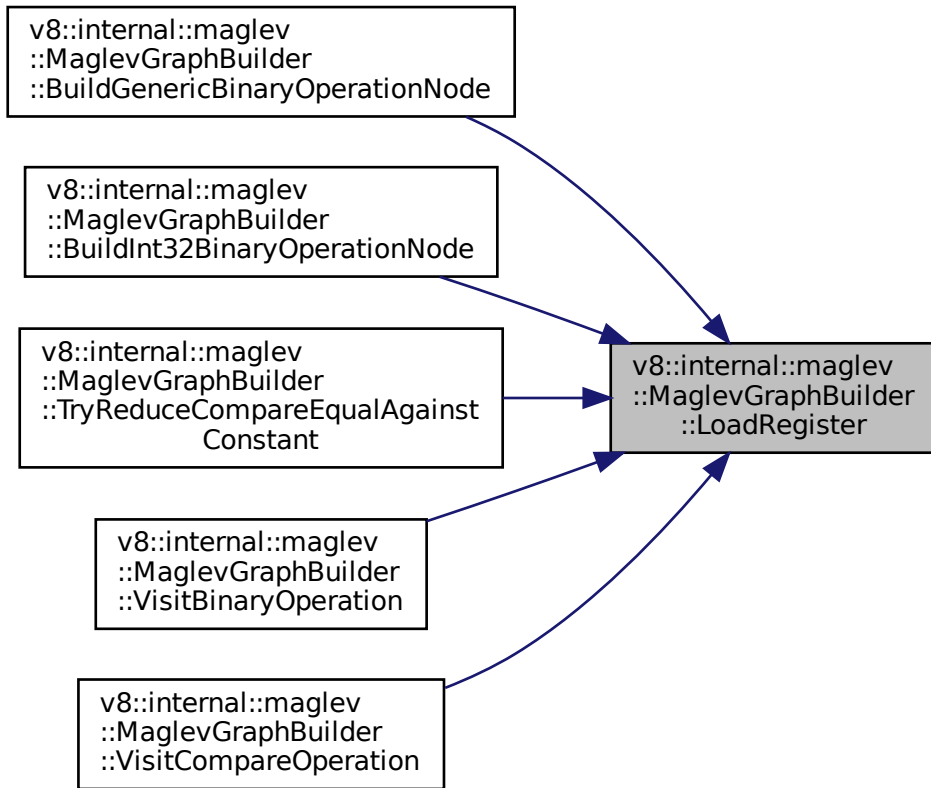 v8::internal::maglev
::MaglevGraphBuilder
::BuildGenericBinaryOperationNode
v8::internal::maglev
::MaglevGraphBuilder
::BuildInt32BinaryOperationNode
v8::internal::maglev
::MaglevGraphBuilder
::TryReduceCompareEqualAgainst
Constant
v8::internal::maglev
::MaglevGraphBuilder
::VisitBinaryOperation
v8::internal::maglev
::MaglevGraphBuilder
::VisitCompareOperation
v8::internal::maglev
::MaglevGraphBuilder
::LoadRegister